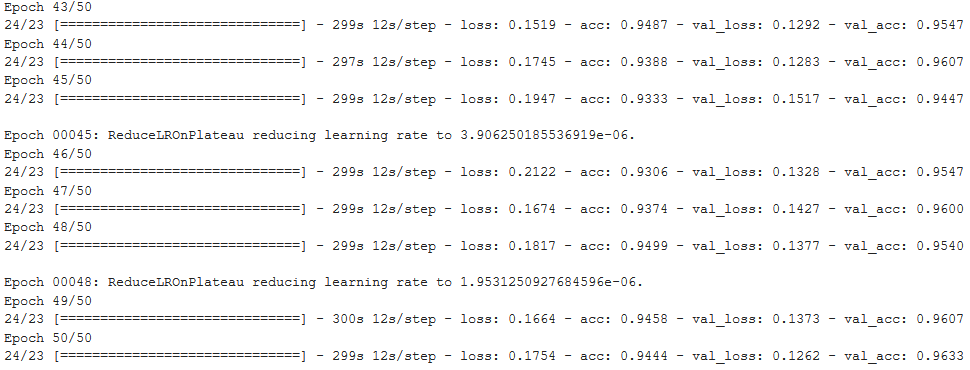 Epoch 43/50
24/23 [==============================] - 299s 12s/step - loss: 0.1519 - acc: 0.9487 - val_loss: 0.1292 - val_acc: 0.9547
Epoch 44/50
24/23 [==============================] - 297s 12s/step - loss: 0.1745 - acc: 0.9388 - val_loss: 0.1283 - val_acc: 0.9607
Epoch 45/50
24/23 [==============================] - 299s 12s/step - loss: 0.1947 - acc: 0.9333 - val_loss: 0.1517 - val_acc: 0.9447
Epoch 00045: ReduceLROnPlateau reducing learning rate to 3.906250185536919e-06.
Epoch 46/50
24/23 [==============================] - 299s 12s/step - loss: 0.2122 - acc: 0.9306 - val_loss: 0.1328 - val_acc: 0.9547
Epoch 47/50
24/23 [==============================] - 299s 12s/step - loss: 0.1674 - acc: 0.9374 - val_loss: 0.1427 - val_acc: 0.9600
Epoch 48/50
24/23 [==============================] - 299s 12s/step - loss: 0.1817 - acc: 0.9499 - val_loss: 0.1377 - val_acc: 0.9540
Epoch 00048: ReduceLROnPlateau reducing learning rate to 1.9531250927684596e-06.
Epoch 49/50
24/23 [==============================] - 300s 12s/step - loss: 0.1664 - acc: 0.9458 - val_loss: 0.1373 - val_acc: 0.9607
Epoch 50/50
24/23 [==============================] - 299s 12s/step - loss: 0.1754 - acc: 0.9444 - val_loss: 0.1262 - val_acc: 0.9633